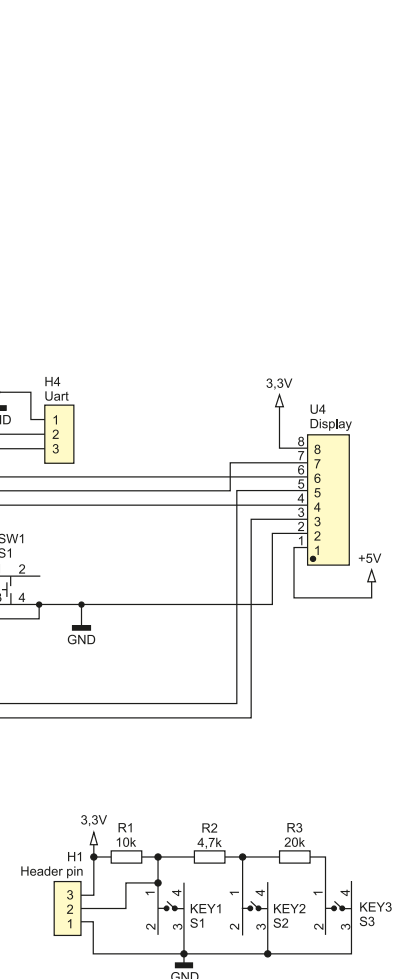 H4
Uart
1
2
3
GND
3,3V
U4
Display
8 8
7 7
6 6
5 5
4 4
3 3
2 2
1 1
+5V
SW1
S1
2
3 4
GND
3,3V
R1
10k
R2
4,7k
R3
20k
H1
Header pin
3
2
1
1 4
2 3
KEY1
S1
1 4
2 3
KEY2
S2
1 4
2 3
KEY3
S3
GND